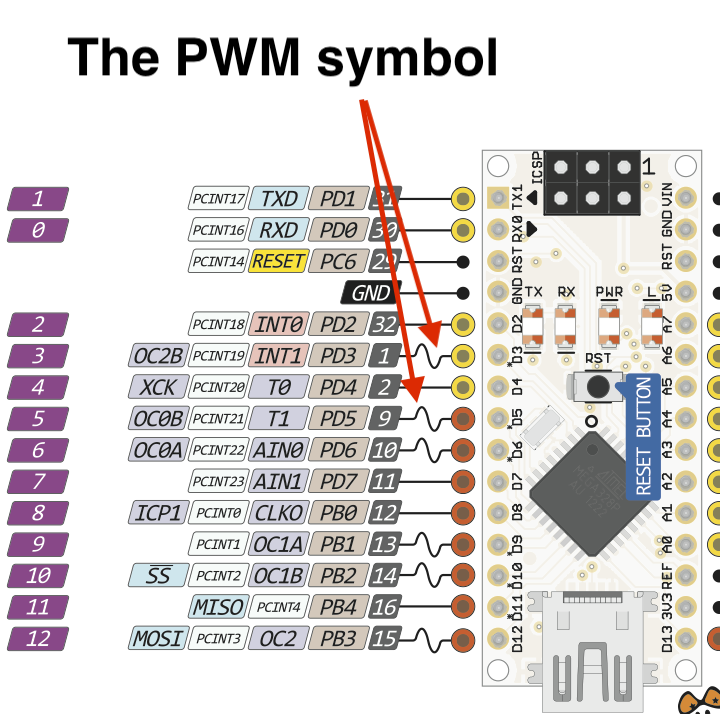 The PWM symbol
ICSP
1
1 PCINT17 TXD PD1 31 TX1 VIN
0 PCINT16 RXD PD0 30 RX0 GND
PCINT14 RESET PC6 29 RST RST
GND GND 5V
TX RX PWR L
2 PCINT18 INT0 PD2 32 D2 A7
3 OC2B PCINT19 INT1 PD3 1 *D3 A6
RST
4 XCK PCINT20 T0 PD4 2 D4 A5
5 OC0B PCINT21 T1 PD5 9 *D5 A4
RESET BUTTON
6 OC0A PCINT22 AIN0 PD6 10 *D6 A3
7 PCINT23 AIN1 PD7 11 D7 A2
8 ICP1 PCINT0 CLKO PB0 12 D8 A1
9 PCINT1 OC1A PB1 13 *D9 A0
10 SS PCINT2 OC1B PB2 14 *D10 REF
11 MISO PCINT4 PB4 16 *D11 3V3
12 MOSI PCINT3 OC2 PB3 15 D12 D13